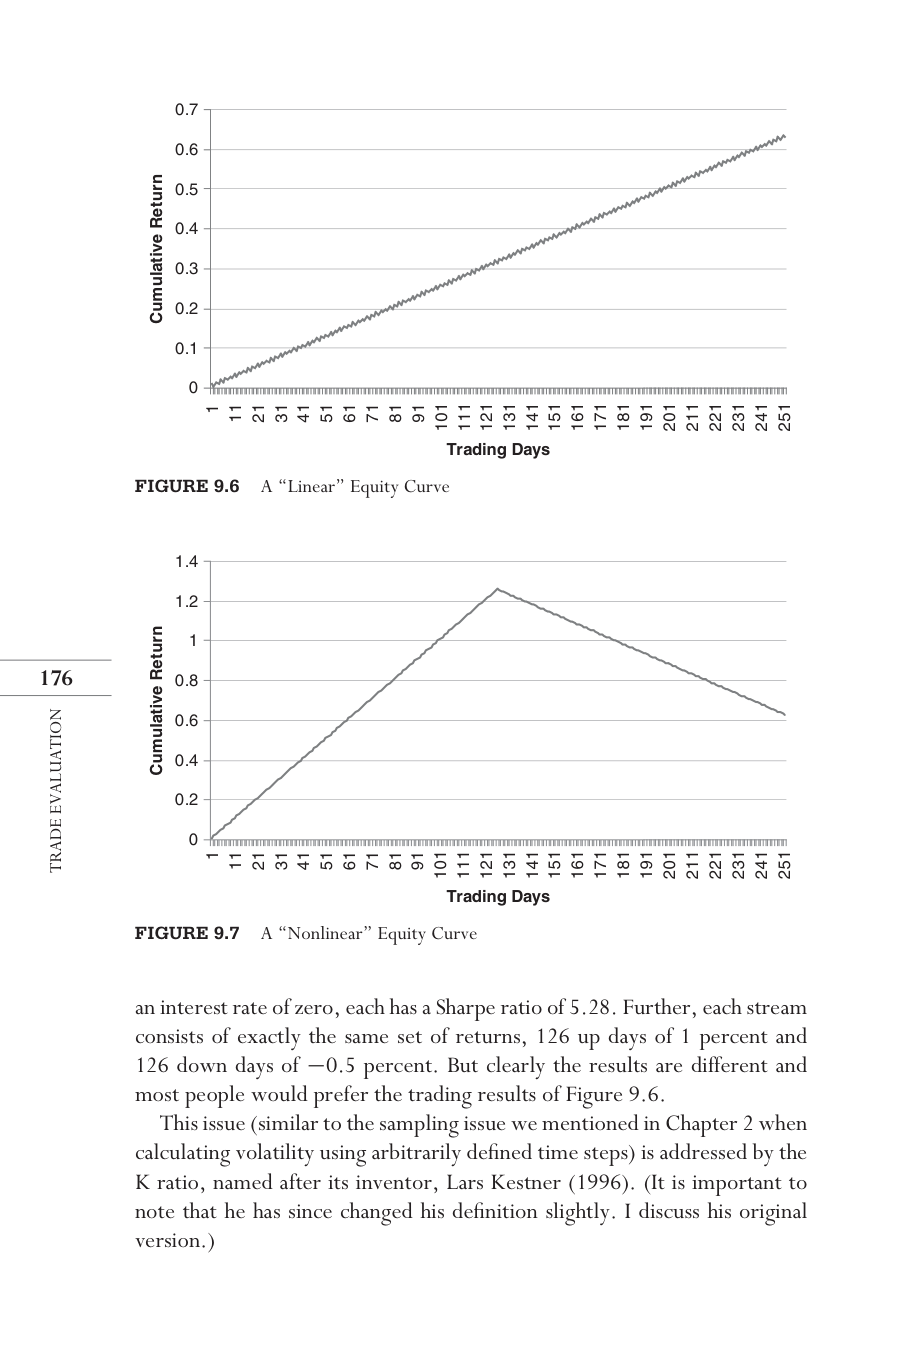 0.7
0.6
0.5
0.4
0.3
0.2
0.1
0
Cumulative Return
1 11 21 31 41 51 61 71 81 91 101 111 121 131 141 151 161 171 181 191 201 211 221 231 241 251
Trading Days
FIGURE 9.6 A “Linear” Equity Curve
1.4
1.2
1
0.8
0.6
0.4
0.2
0
Cumulative Return
1 11 21 31 41 51 61 71 81 91 101 111 121 131 141 151 161 171 181 191 201 211 221 231 241 251
Trading Days
FIGURE 9.7 A “Nonlinear” Equity Curve
176
TRADE EVALUATION
an interest rate of zero, each has a Sharpe ratio of 5.28. Further, each stream
consists of exactly the same set of returns, 126 up days of 1 percent and
126 down days of −0.5 percent. But clearly the results are different and
most people would prefer the trading results of Figure 9.6.
This issue (similar to the sampling issue we mentioned in Chapter 2 when
calculating volatility using arbitrarily defined time steps) is addressed by the
K ratio, named after its inventor, Lars Kestner (1996). (It is important to
note that he has since changed his definition slightly. I discuss his original
version.)